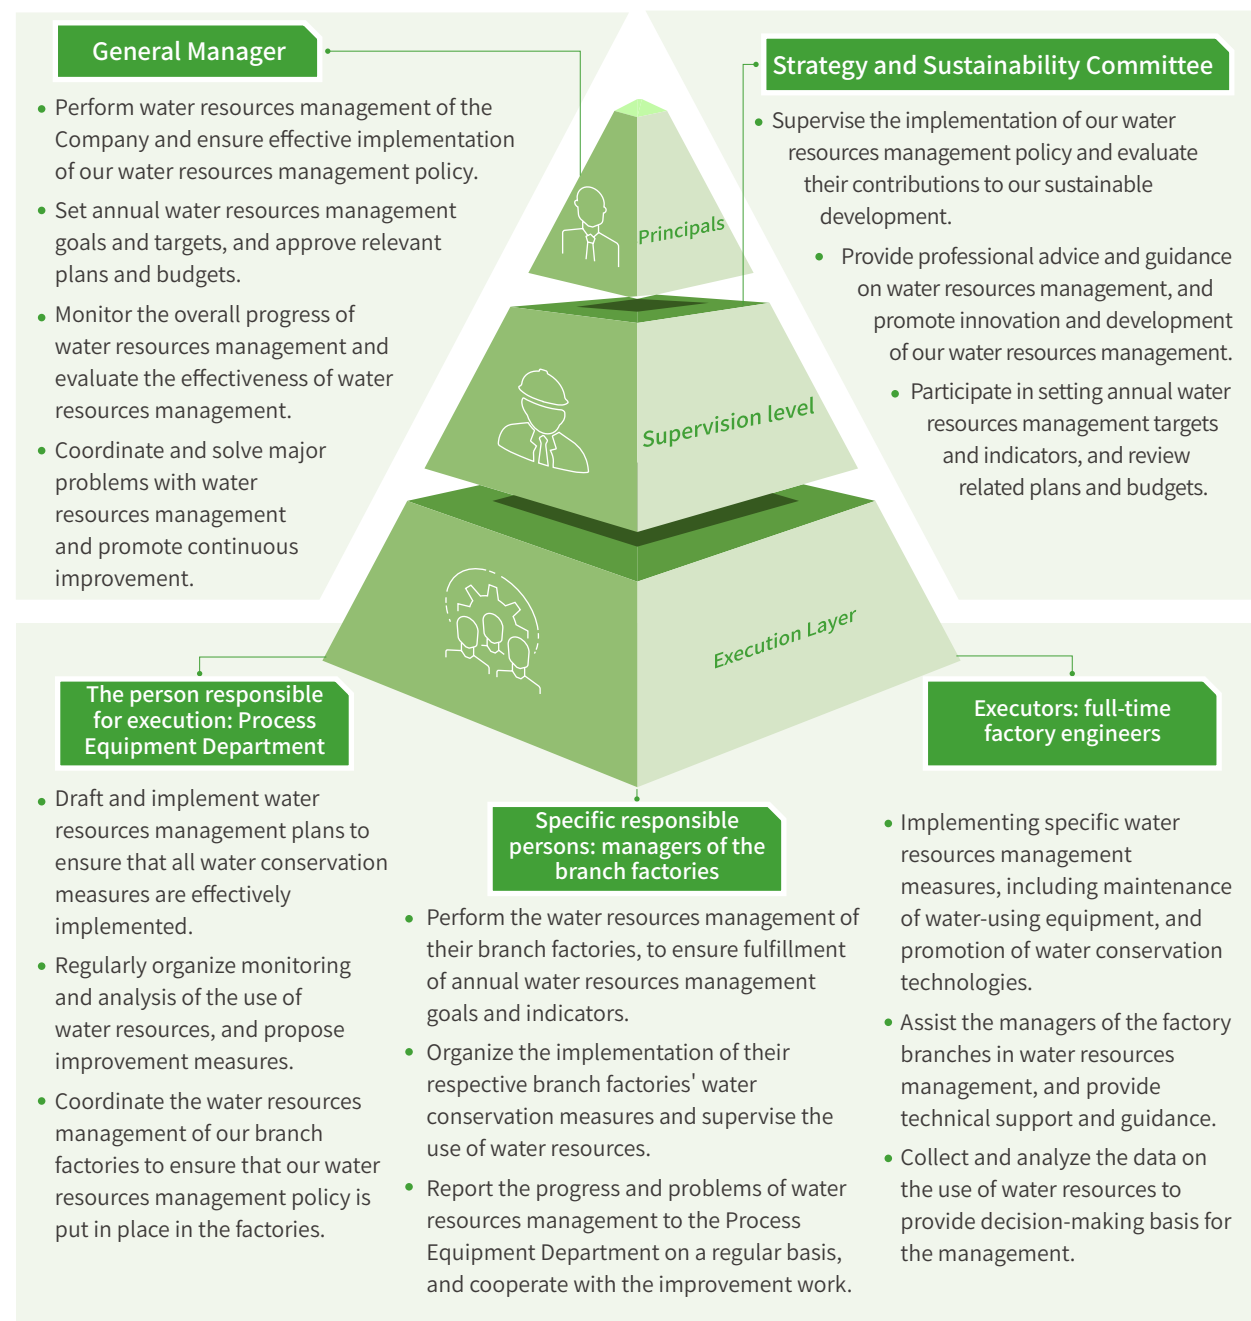 General Manager
Perform water resources management of the
Company and ensure effective implementation
of our water resources management policy.
Set annual water resources management
goals and targets, and approve relevant
plans and budgets.
Monitor the overall progress of
water resources management and
evaluate the effectiveness of water
resources management.
Coordinate and solve major
problems with water
resources management
and promote continuous
improvement.
Strategy and Sustainability Committee
Supervise the implementation of our water
resources management policy and evaluate
their contributions to our sustainable
development.
Provide professional advice and guidance
on water resources management, and
promote innovation and development
of our water resources management.
Participate in setting annual water
resources management targets
and indicators, and review
related plans and budgets.
Principals
Supervision level
Execution Layer
The person responsible
for execution: Process
Equipment Department
Draft and implement water
resources management plans to
ensure that all water conservation
measures are effectively
implemented.
Regularly organize monitoring
and analysis of the use of
water resources, and propose
improvement measures.
Coordinate the water resources
management of our branch
factories to ensure that our water
resources management policy is
put in place in the factories.
Specific responsible
persons: managers of the
branch factories
Perform the water resources management of
their branch factories, to ensure fulfillment
of annual water resources management
goals and indicators.
Organize the implementation of their
respective branch factories' water
conservation measures and supervise the
use of water resources.
Report the progress and problems of water
resources management to the Process
Equipment Department on a regular basis,
and cooperate with the improvement work.
Executors: full-time
factory engineers
Implementing specific water
resources management
measures, including maintenance
of water-using equipment, and
promotion of water conservation
technologies.
Assist the managers of the factory
branches in water resources
management, and provide
technical support and guidance.
Collect and analyze the data on
the use of water resources to
provide decision-making basis for
the management.